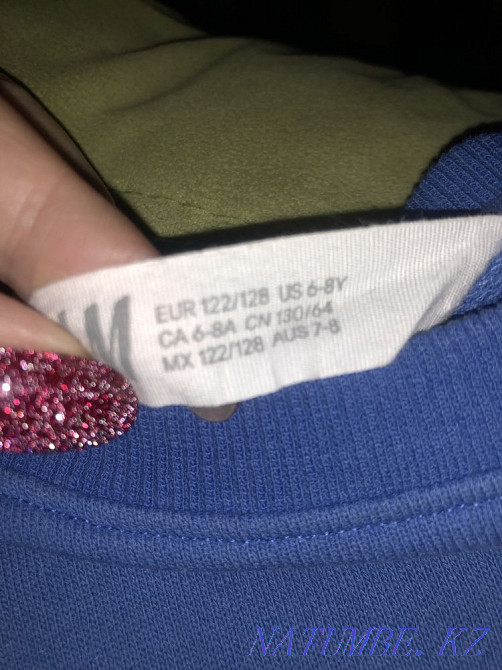 M
EUR 122/128 US 6-8Y
CA 6-8A CN 130/64
MX 122/128 AUS 7-8
NATUMBE.KZ